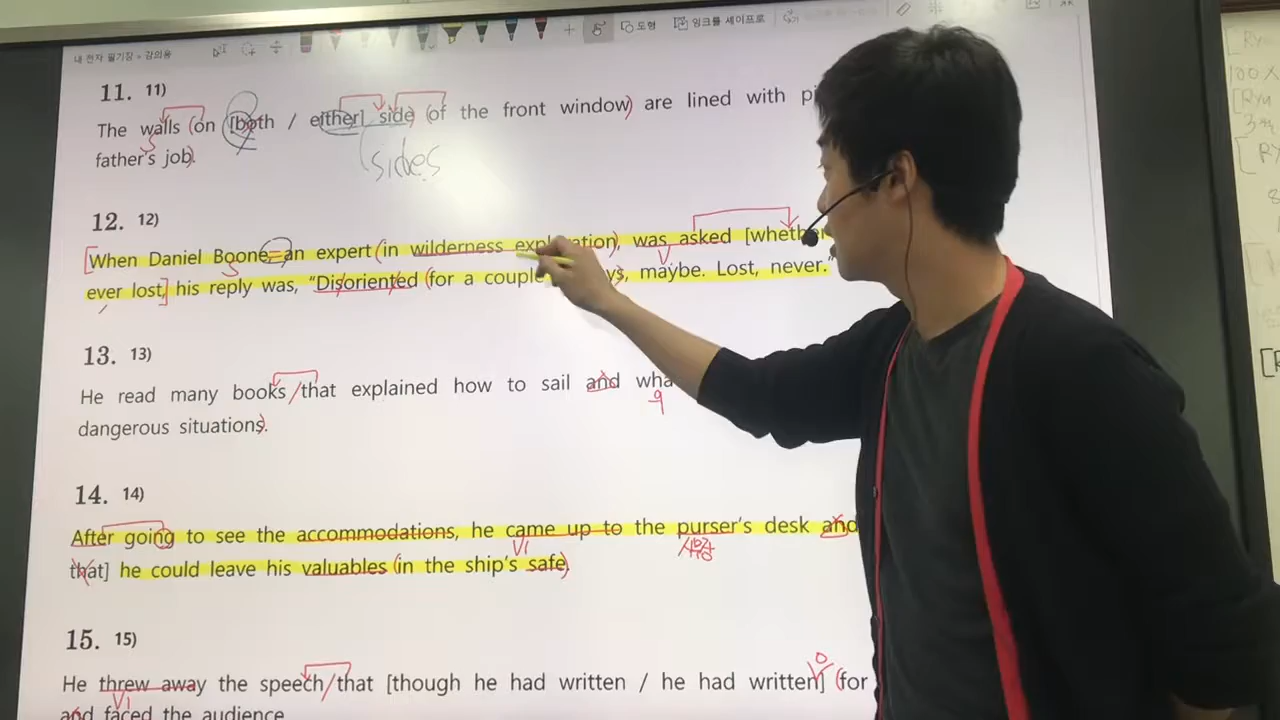 내 전자 필기장 » 강의용
도형
잉크를 셰이프로
11. 11)
The walls (on [both / either] side) (of the front window) are lined with
father's job).
sides
12. 12)
[When Daniel Boone, = an expert (in wilderness exploration), was asked [whether
ever lost,] his reply was, “Disoriented (for a couple, maybe. Lost, never.”
13. 13)
He read many books / that explained how to sail and
dangerous situations).
14. 14)
After going to see the accommodations, he came up to the purser's desk and
that] he could leave his valuables (in the ship's safe).
15. 15)
He threw away the speech / that [though he had written / he had written] (for
and faced the audience